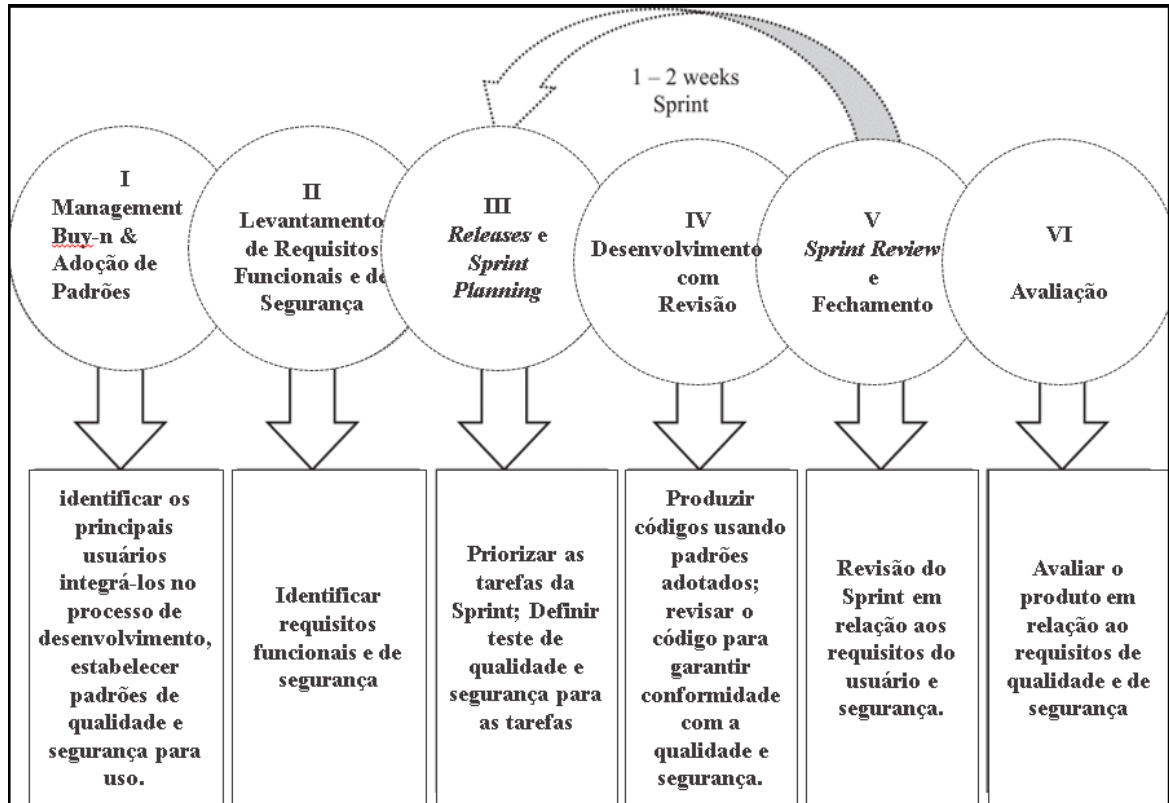 1 – 2 weeks
Sprint
I
Management
Buy-n &
Adoção de
Padrões
II
Levantamento
de Requisitos
Funcionais e de
Segurança
III
Releases e
Sprint
Planning
IV
Desenvolvimento
com
Revisão
V
Sprint Review
e
Fechamento
VI
Avaliação
identificar os
principais
usuários
integrá-los no
processo de
desenvolvimento,
estabelecer
padrões de
qualidade e
segurança para
uso.
Identificar
requisitos
funcionais e de
segurança
Priorizar as
tarefas da
Sprint; Definir
teste de
qualidade e
segurança para
as tarefas
Produzir
códigos usando
padrões
adotados;
revisar o
código para
garantir
conformidade
com a
qualidade e
segurança.
Revisão do
Sprint em
relação aos
requisitos do
usuário e
segurança.
Avaliar o
produto em
relação ao
requisitos de
qualidade e de
segurança